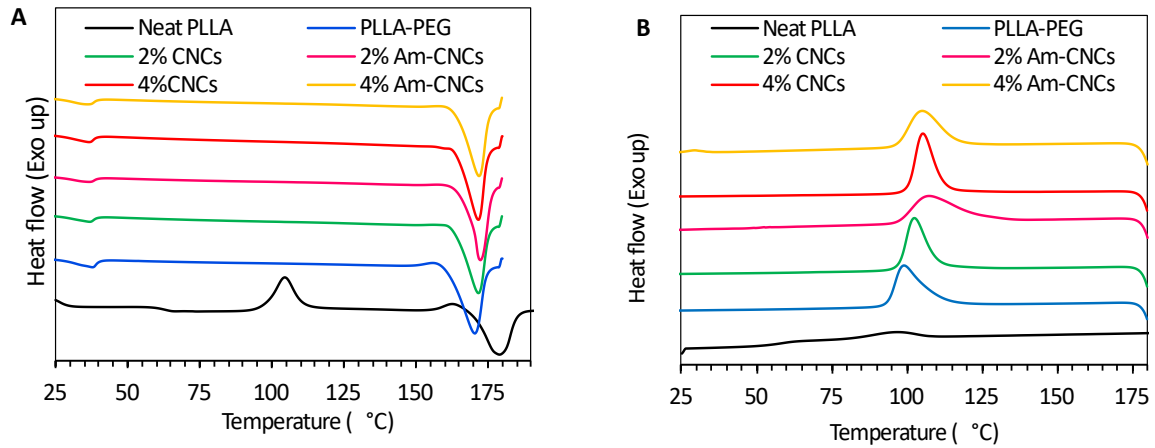 A
Neat PLLA PLLA-PEG
2% CNCs 2% Am-CNCs
4%CNCs 4% Am-CNCs
Heat flow (Exo up)
25 50 75 100 125 150 175
Temperature ( °C)
B
Neat PLLA PLLA-PEG
2% CNCs 2% Am-CNCs
4% CNCs 4% Am-CNCs
Heat flow (Exo up)
25 50 75 100 125 150 175
Temperature ( °C)